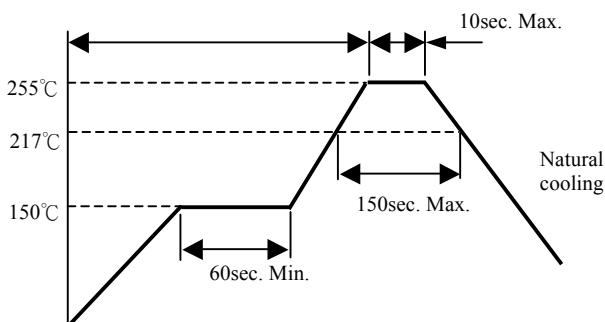 10sec. Max.
255℃
217℃
Natural
cooling
150sec. Max.
150℃
60sec. Min.